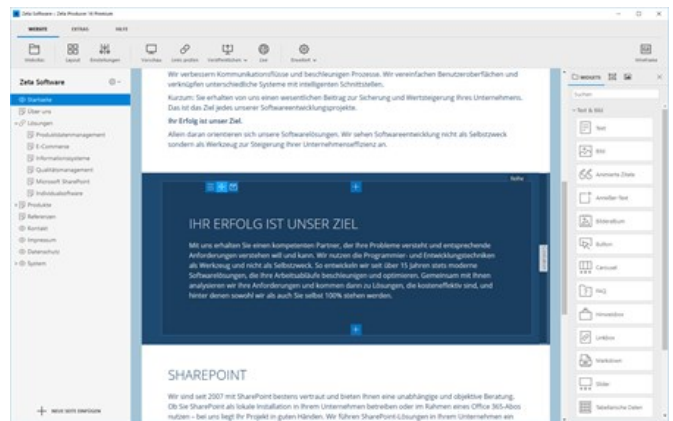 Zeta Software - Zeta Producer 16 Premium
WEBSITE EXTRAS HILFE
Websites Layout Einstellungen Vorschau Links prüfen Veröffentlichen Live Erweitert
Zeta Software
Startseite
Über uns
Lösungen
Produktdatenmanagement
E-Commerce
Informationssysteme
Qualitätsmanagement
Microsoft SharePoint
Individualsoftware
Produkte
Referenzen
Kontakt
Impressum
Datenschutz
System
NEUE SEITE EINFÜGEN
Wir verbessern Kommunikationsflüsse und beschleunigen Prozesse. Wir vereinfachen Benutzeroberflächen und
verknüpfen unterschiedliche Systeme mit intelligenten Schnittstellen.
Kurzum: Sie erhalten von uns einen wesentlichen Beitrag zur Sicherung und Wertsteigerung Ihres Unternehmens.
Das ist das Ziel jedes unserer Softwareentwicklungsprojekte.
Ihr Erfolg ist unser Ziel.
Allein daran orientieren sich unsere Softwarelösungen. Wir sehen Softwareentwicklung nicht als Selbstzweck
sondern als Werkzeug zur Steigerung Ihrer Unternehmenseffizienz an.
Reihe
IHR ERFOLG IST UNSER ZIEL
Mit uns erhalten Sie einen kompetenten Partner, der Ihre Probleme versteht und entsprechende
Anforderungen verstehen will und kann. Wir nutzen die Programmier- und Entwicklungstechniken
als Werkzeug und nicht als Selbstzweck. So entwickeln wir seit über 15 Jahren stets moderne
Softwarelösungen, die Ihre Arbeitsabläufe beschleunigen und optimieren. Gemeinsam mit Ihnen
analysieren wir Ihre Anforderungen und kommen dann zu Lösungen, die kosteneffektiv sind, und
hinter denen sowohl wir als auch Sie selbst 100% stehen werden.
SHAREPOINT
Wir sind seit 2007 mit SharePoint bestens vertraut und bieten Ihnen eine unabhängige und objektive Beratung.
Ob Sie SharePoint als lokale Installation in Ihrem Unternehmen betreiben oder im Rahmen eines Office 365-Abos
nutzen – bei uns liegt Ihr Projekt in guten Händen. Wir führen SharePoint-Lösungen in Ihrem Unternehmen ein
WIDGETS
Suchen
Text & Bild
Text
Bild
Animierte Zitate
Anreißer-Text
Bilderalbum
Button
Carousel
FAQ
Hinweisbox
Linkbox
Markdown
Slider
Tabellarische Daten